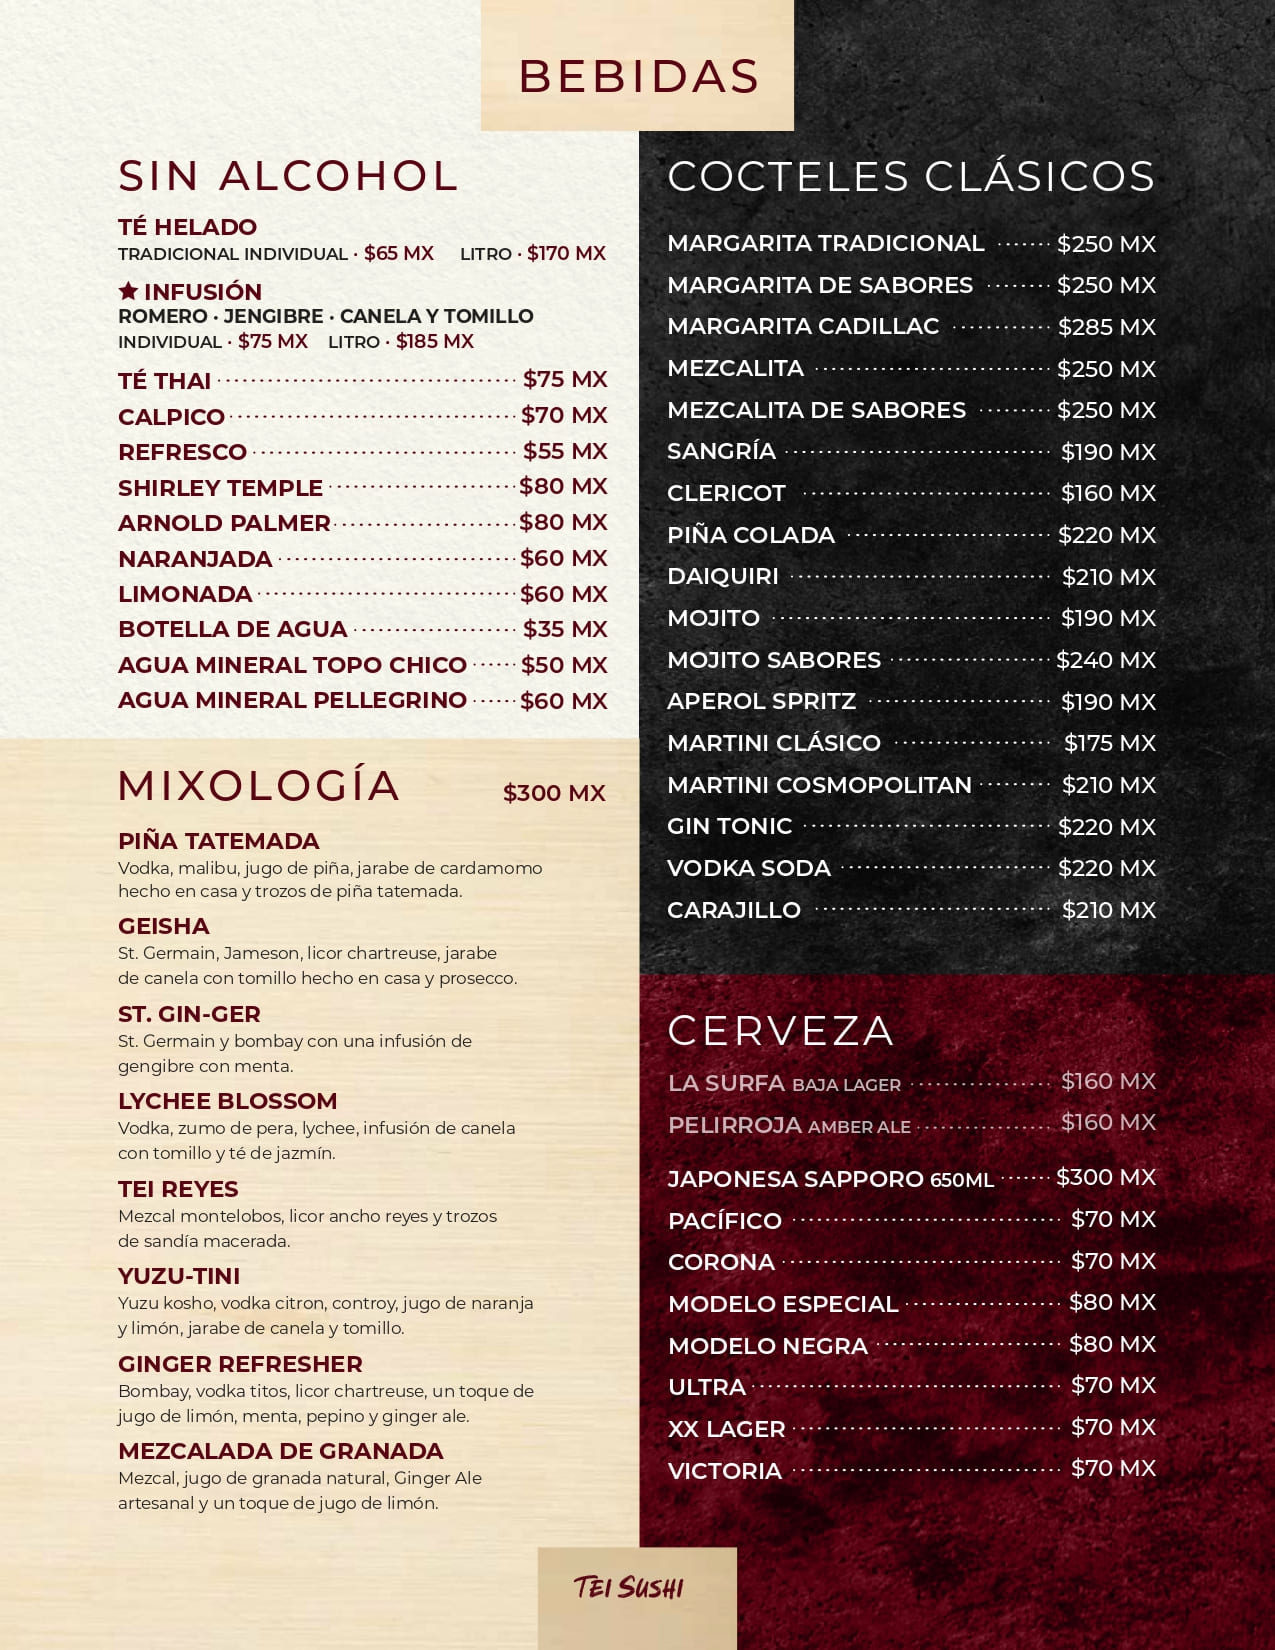 BEBIDAS
SIN ALCOHOL
TÉ HELADO
TRADICIONAL INDIVIDUAL · $65 MX LITRO · $170 MX
★ INFUSIÓN
ROMERO · JENGIBRE · CANELA Y TOMILLO
INDIVIDUAL · $75 MX LITRO · $185 MX
TÉ THAI $75 MX
CALPICO $70 MX
REFRESCO $55 MX
SHIRLEY TEMPLE $80 MX
ARNOLD PALMER $80 MX
NARANJADA $60 MX
LIMONADA $60 MX
BOTELLA DE AGUA $35 MX
AGUA MINERAL TOPO CHICO $50 MX
AGUA MINERAL PELLEGRINO $60 MX
MIXOLOGÍA $300 MX
PIÑA TATEMADA
Vodka, malibu, jugo de piña, jarabe de cardamomo
hecho en casa y trozos de piña tatemada.
GEISHA
St. Germain, Jameson, licor chartreuse, jarabe
de canela con tomillo hecho en casa y prosecco.
ST. GIN-GER
St. Germain y bombay con una infusión de
gengibre con menta.
LYCHEE BLOSSOM
Vodka, zumo de pera, lychee, infusión de canela
con tomillo y té de jazmín.
TEI REYES
Mezcal montelobos, licor ancho reyes y trozos
de sandía macerada.
YUZU-TINI
Yuzu kosho, vodka citron, controy, jugo de naranja
y limón, jarabe de canela y tomillo.
GINGER REFRESHER
Bombay, vodka titos, licor chartreuse, un toque de
jugo de limón, menta, pepino y ginger ale.
MEZCALADA DE GRANADA
Mezcal, jugo de granada natural, Ginger Ale
artesanal y un toque de jugo de limón.
COCTELES CLÁSICOS
MARGARITA TRADICIONAL $250 MX
MARGARITA DE SABORES $250 MX
MARGARITA CADILLAC $285 MX
MEZCALITA $250 MX
MEZCALITA DE SABORES $250 MX
SANGRÍA $190 MX
CLERICOT $160 MX
PIÑA COLADA $220 MX
DAIQUIRI $210 MX
MOJITO $190 MX
MOJITO SABORES $240 MX
APEROL SPRITZ $190 MX
MARTINI CLÁSICO $175 MX
MARTINI COSMOPOLITAN $210 MX
GIN TONIC $220 MX
VODKA SODA $220 MX
CARAJILLO $210 MX
CERVEZA
LA SURFA BAJA LAGER $160 MX
PELIRROJA AMBER ALE $160 MX
JAPONESA SAPPORO 650ML $300 MX
PACÍFICO $70 MX
CORONA $70 MX
MODELO ESPECIAL $80 MX
MODELO NEGRA $80 MX
ULTRA $70 MX
XX LAGER $70 MX
VICTORIA $70 MX
TEI SUSHI